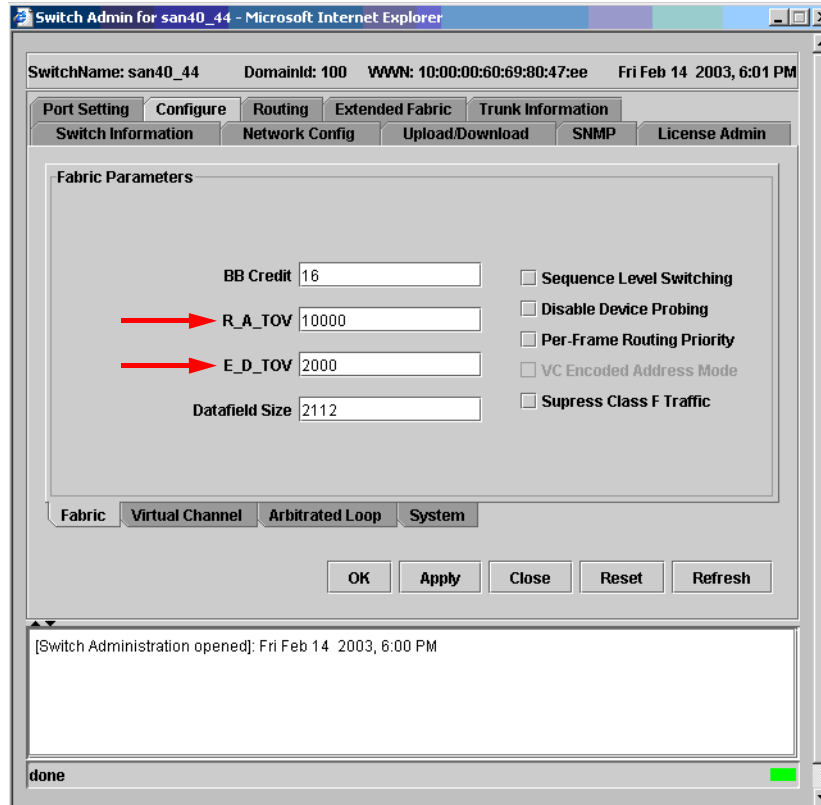 Switch Admin for san40_44 - Microsoft Internet Explorer
SwitchName: san40_44 DomainId: 100 WWN: 10:00:00:60:69:80:47:ee Fri Feb 14 2003, 6:01 PM
Port Setting Configure Routing Extended Fabric Trunk Information
Switch Information Network Config Upload/Download SNMP License Admin
Fabric Parameters
BB Credit 16
R_A_TOV 10000
E_D_TOV 2000
Datafield Size 2112
Sequence Level Switching
Disable Device Probing
Per-Frame Routing Priority
VC Encoded Address Mode
Supress Class F Traffic
Fabric Virtual Channel Arbitrated Loop System
OK Apply Close Reset Refresh
[Switch Administration opened]: Fri Feb 14 2003, 6:00 PM
done